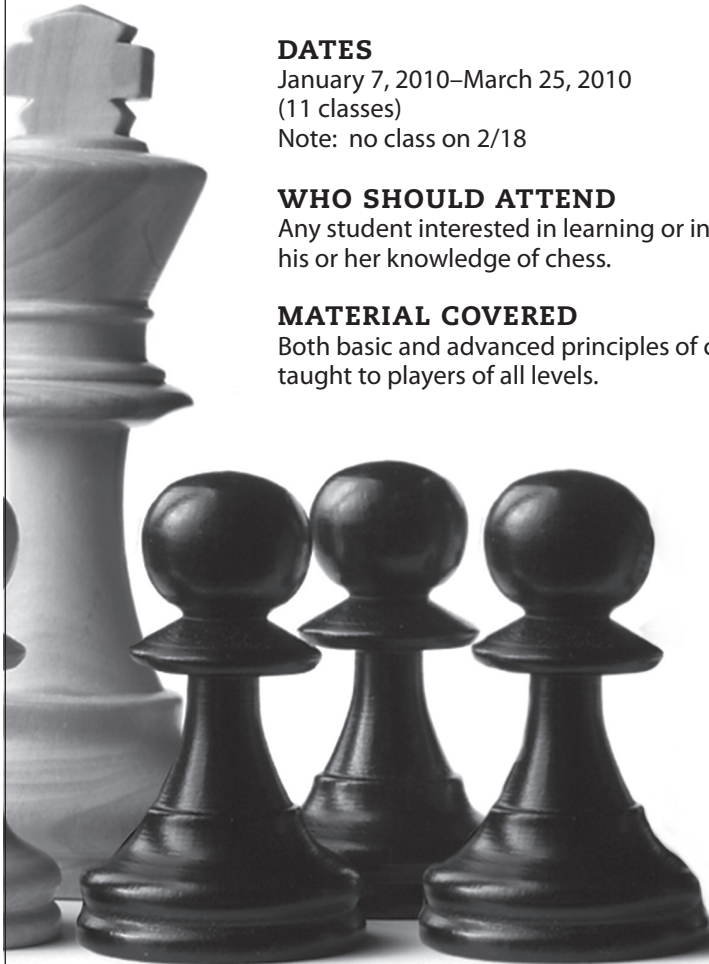 DATES
January 7, 2010–March 25, 2010
(11 classes)
Note: no class on 2/18
WHO SHOULD ATTEND
Any student interested in learning or in
his or her knowledge of chess.
MATERIAL COVERED
Both basic and advanced principles of
taught to players of all levels.